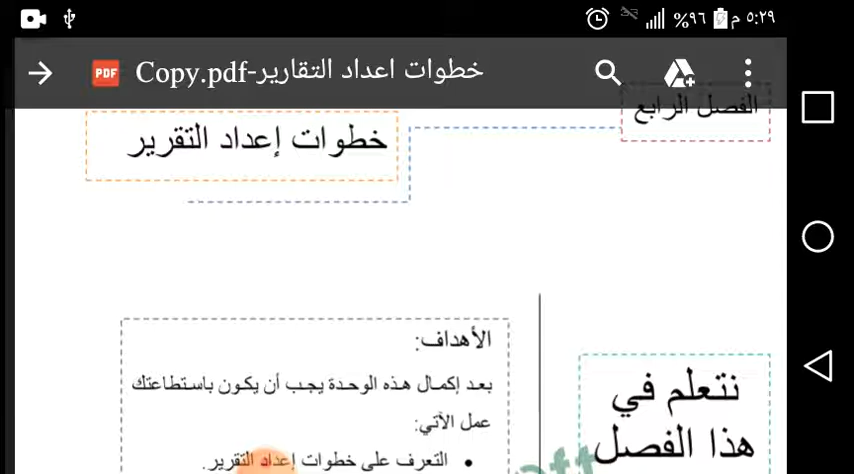 ٥:٢٩ م
%٩٦
خطوات اعداد التقارير-Copy.pdf
PDF
الفصل الرابع
خطوات إعداد التقرير
الأهداف:
بعد إكمال هذه الوحدة يجب أن يكون باستطاعتك
عمل الآتي:
• التعرف على خطوات إعداد التقرير.
نتعلم في
هذا الفصل